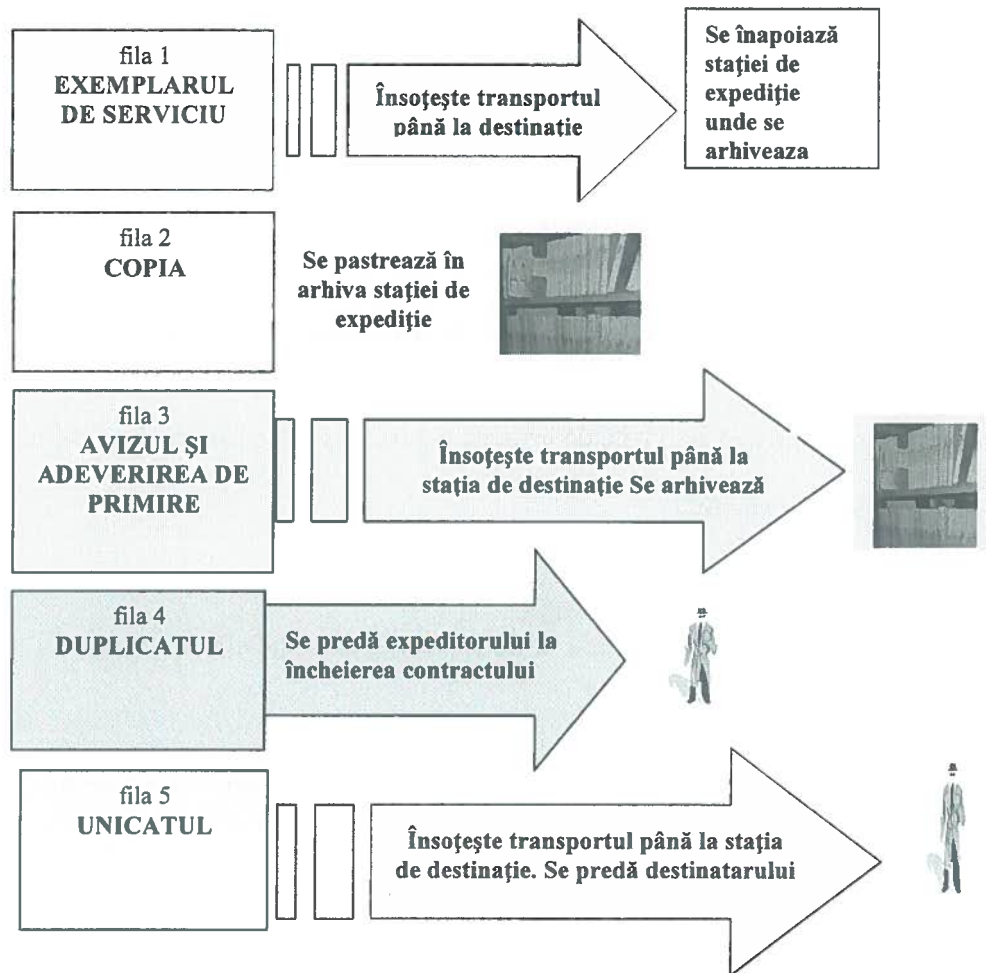 fila 1
EXEMPLARUL
DE SERVICIU
Însoţeşte transportul
până la destinatie
Se înapoiază
staţiei de
expediţie
unde se
arhiveaza
fila 2
COPIA
Se pastrează în
arhiva staţiei de
expediţie
fila 3
AVIZUL ŞI
ADEVERIREA DE
PRIMIRE
Însoţeşte transportul până la
staţia de destinaţie Se arhivează
fila 4
DUPLICATUL
Se predă expeditorului la
încheierea contractului
fila 5
UNICATUL
Însoţeşte transportul până la staţia
de destinaţie. Se predă destinatarului